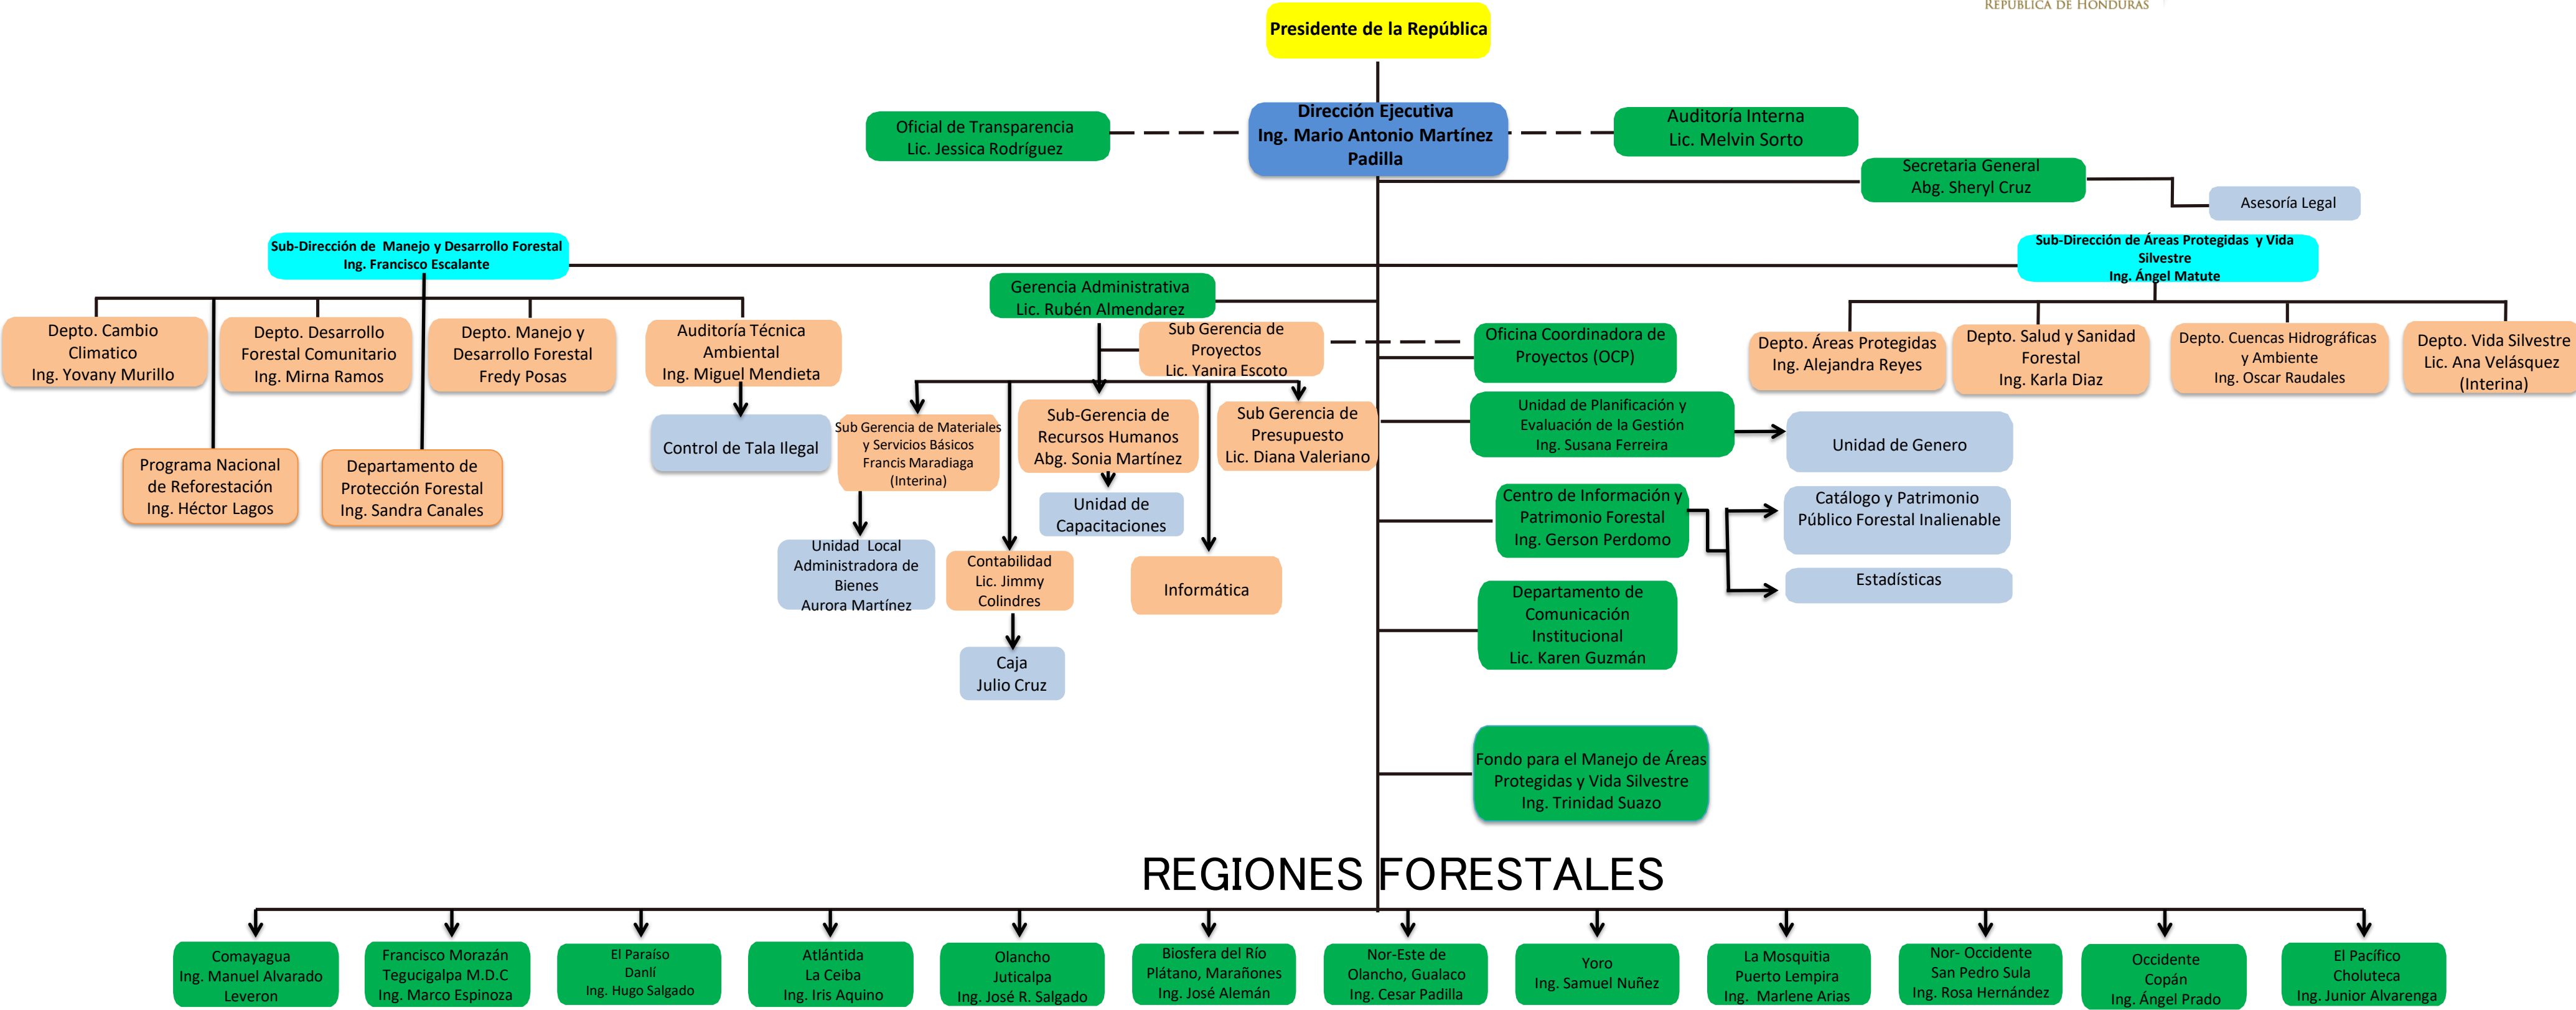 REPÚBLICA DE HONDURAS
Presidente de la República
Dirección Ejecutiva
Ing. Mario Antonio Martínez
Padilla
Oficial de Transparencia
Lic. Jessica Rodríguez
Auditoría Interna
Lic. Melvin Sorto
Secretaria General
Abg. Sheryl Cruz
Asesoría Legal
Sub-Dirección de Manejo y Desarrollo Forestal
Ing. Francisco Escalante
Sub-Dirección de Áreas Protegidas y Vida
Silvestre
Ing. Ángel Matute
Gerencia Administrativa
Lic. Rubén Almendarez
Depto. Cambio
Climatico
Ing. Yovany Murillo
Depto. Desarrollo
Forestal Comunitario
Ing. Mirna Ramos
Depto. Manejo y
Desarrollo Forestal
Fredy Posas
Auditoría Técnica
Ambiental
Ing. Miguel Mendieta
Sub Gerencia de
Proyectos
Lic. Yanira Escoto
Oficina Coordinadora de
Proyectos (OCP)
Depto. Áreas Protegidas
Ing. Alejandra Reyes
Depto. Salud y Sanidad
Forestal
Ing. Karla Diaz
Depto. Cuencas Hidrográficas
y Ambiente
Ing. Oscar Raudales
Depto. Vida Silvestre
Lic. Ana Velásquez
(Interina)
Programa Nacional
de Reforestación
Ing. Héctor Lagos
Departamento de
Protección Forestal
Ing. Sandra Canales
Control de Tala Ilegal
Sub Gerencia de Materiales
y Servicios Básicos
Francis Maradiaga
(Interina)
Sub-Gerencia de
Recursos Humanos
Abg. Sonia Martínez
Sub Gerencia de
Presupuesto
Lic. Diana Valeriano
Unidad de Planificación y
Evaluación de la Gestión
Ing. Susana Ferreira
Unidad de Genero
Unidad de
Capacitaciones
Centro de Información y
Patrimonio Forestal
Ing. Gerson Perdomo
Catálogo y Patrimonio
Público Forestal Inalienable
Estadísticas
Unidad Local
Administradora de
Bienes
Aurora Martínez
Contabilidad
Lic. Jimmy
Colindres
Informática
Departamento de
Comunicación
Institucional
Lic. Karen Guzmán
Caja
Julio Cruz
Fondo para el Manejo de Áreas
Protegidas y Vida Silvestre
Ing. Trinidad Suazo
REGIONES FORESTALES
Comayagua
Ing. Manuel Alvarado
Leveron
Francisco Morazán
Tegucigalpa M.D.C
Ing. Marco Espinoza
El Paraíso
Danlí
Ing. Hugo Salgado
Atlántida
La Ceiba
Ing. Iris Aquino
Olancho
Juticalpa
Ing. José R. Salgado
Biosfera del Río
Plátano, Marañones
Ing. José Alemán
Nor-Este de
Olancho, Gualaco
Ing. Cesar Padilla
Yoro
Ing. Samuel Nuñez
La Mosquitia
Puerto Lempira
Ing. Marlene Arias
Nor- Occidente
San Pedro Sula
Ing. Rosa Hernández
Occidente
Copán
Ing. Ángel Prado
El Pacífico
Choluteca
Ing. Junior Alvarenga